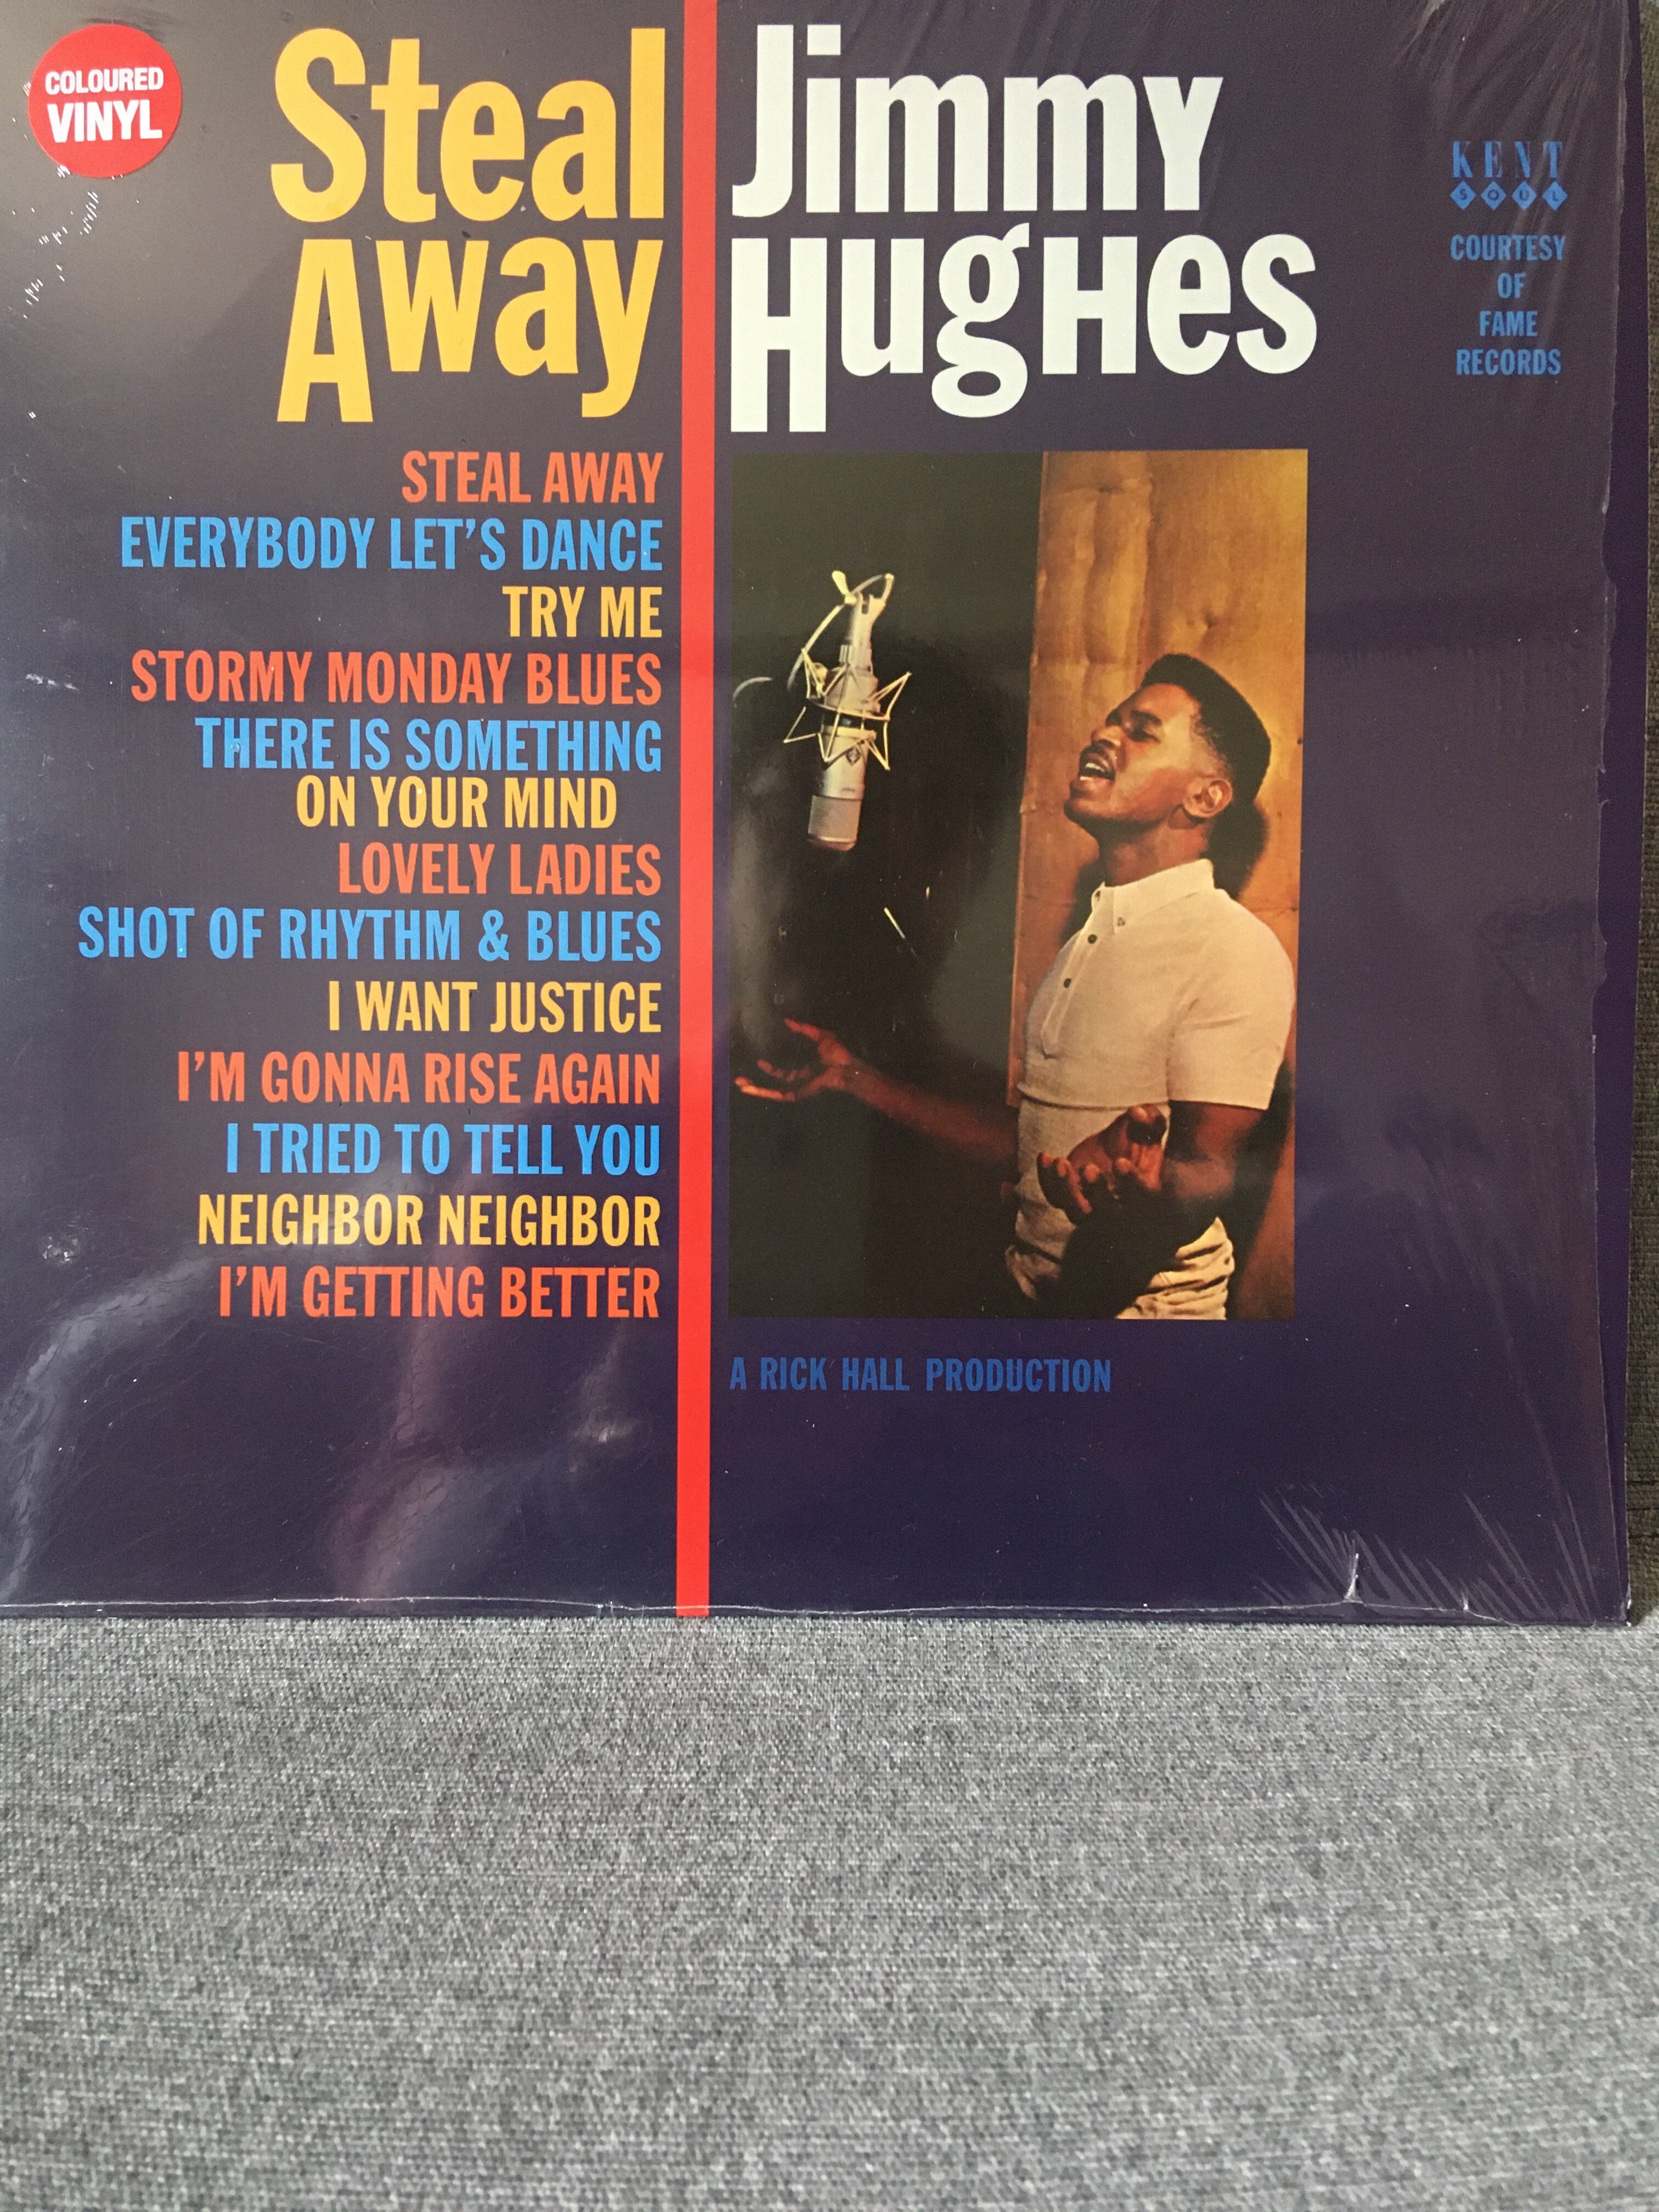 COLOURED
VINYL
Steal
Away
Jimmy
Hughes
KENT
SOUL
COURTESY
OF
FAME
RECORDS
STEAL AWAY
EVERYBODY LET'S DANCE
TRY ME
STORMY MONDAY BLUES
THERE IS SOMETHING
ON YOUR MIND
LOVELY LADIES
SHOT OF RHYTHM & BLUES
I WANT JUSTICE
I'M GONNA RISE AGAIN
I TRIED TO TELL YOU
NEIGHBOR NEIGHBOR
I'M GETTING BETTER
A RICK HALL PRODUCTION